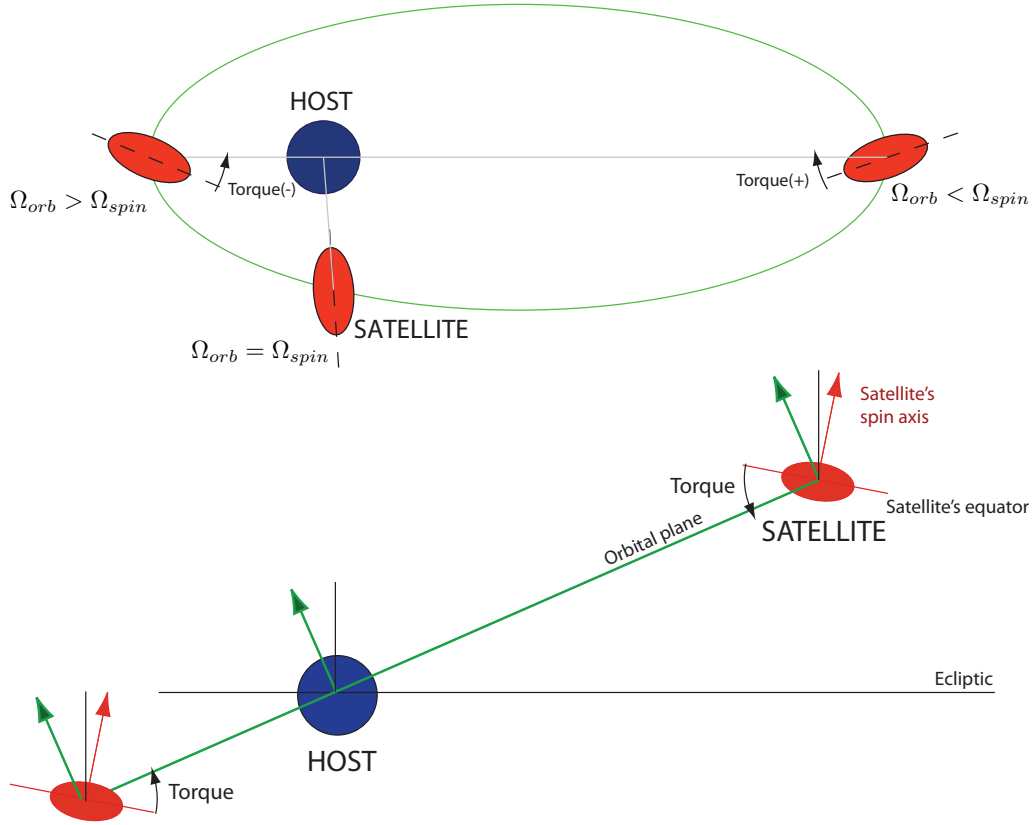 HOST
Torque(-)
Torque(+)
Ω_orb > Ω_spin
Ω_orb < Ω_spin
SATELLITE
Ω_orb = Ω_spin
Satellite's
spin axis
Torque
Satellite's equator
SATELLITE
Orbital plane
Ecliptic
HOST
Torque